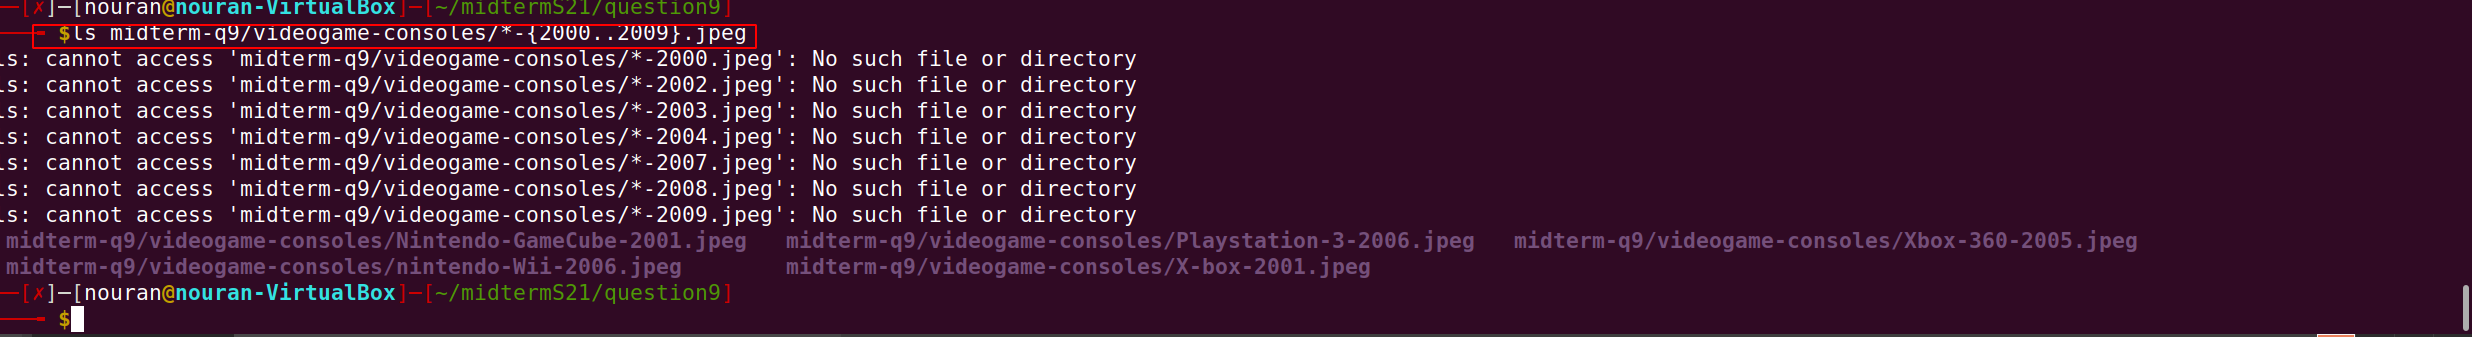 ─[✗]─[nouran@nouran-VirtualBox]─[~/midtermS21/question9]
──╼ $ls midterm-q9/videogame-consoles/*-{2000..2009}.jpeg
ls: cannot access 'midterm-q9/videogame-consoles/*-2000.jpeg': No such file or directory
ls: cannot access 'midterm-q9/videogame-consoles/*-2002.jpeg': No such file or directory
ls: cannot access 'midterm-q9/videogame-consoles/*-2003.jpeg': No such file or directory
ls: cannot access 'midterm-q9/videogame-consoles/*-2004.jpeg': No such file or directory
ls: cannot access 'midterm-q9/videogame-consoles/*-2007.jpeg': No such file or directory
ls: cannot access 'midterm-q9/videogame-consoles/*-2008.jpeg': No such file or directory
ls: cannot access 'midterm-q9/videogame-consoles/*-2009.jpeg': No such file or directory
midterm-q9/videogame-consoles/Nintendo-GameCube-2001.jpeg   midterm-q9/videogame-consoles/Playstation-3-2006.jpeg   midterm-q9/videogame-consoles/Xbox-360-2005.jpeg
midterm-q9/videogame-consoles/nintendo-Wii-2006.jpeg        midterm-q9/videogame-consoles/X-box-2001.jpeg
─[✗]─[nouran@nouran-VirtualBox]─[~/midtermS21/question9]
──╼ $